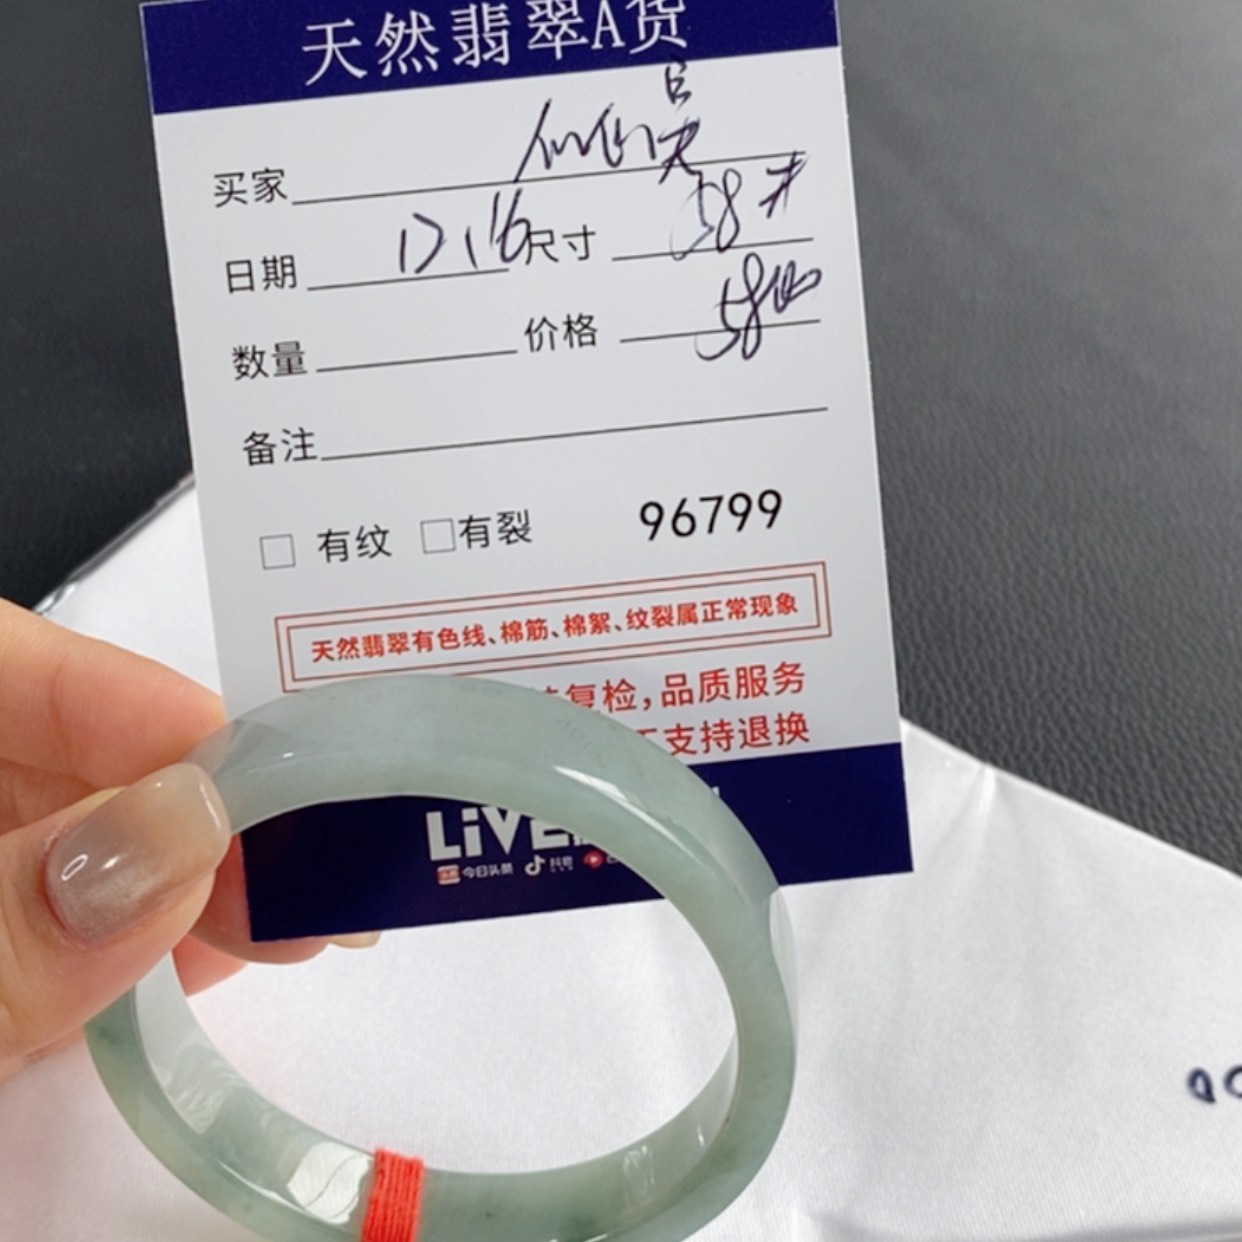 天然翡翠A货
买家
日期 12.16 尺寸 58
数量 价格 58
备注
有纹 有裂 96799
天然翡翠有色线、棉筋、棉絮、纹裂属正常现象
复检,品质服务
支持退换
LiVE
今日头条 抖音